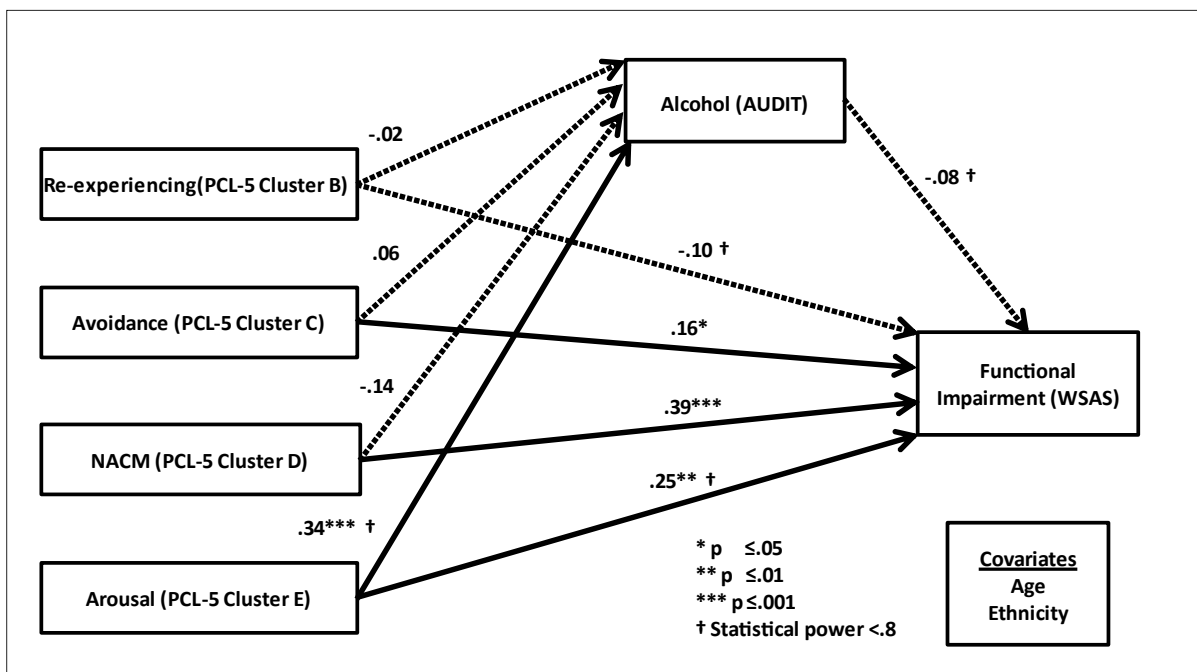 Alcohol (AUDIT)
-.02
Re-experiencing(PCL-5 Cluster B)
-.08 †
-.10 †
.06
Avoidance (PCL-5 Cluster C)
.16*
Functional
Impairment (WSAS)
-.14
.39***
NACM (PCL-5 Cluster D)
.25** †
.34*** †
* p ≤.05
** p ≤.01
*** p ≤.001
† Statistical power <.8
Arousal (PCL-5 Cluster E)
Covariates
Age
Ethnicity